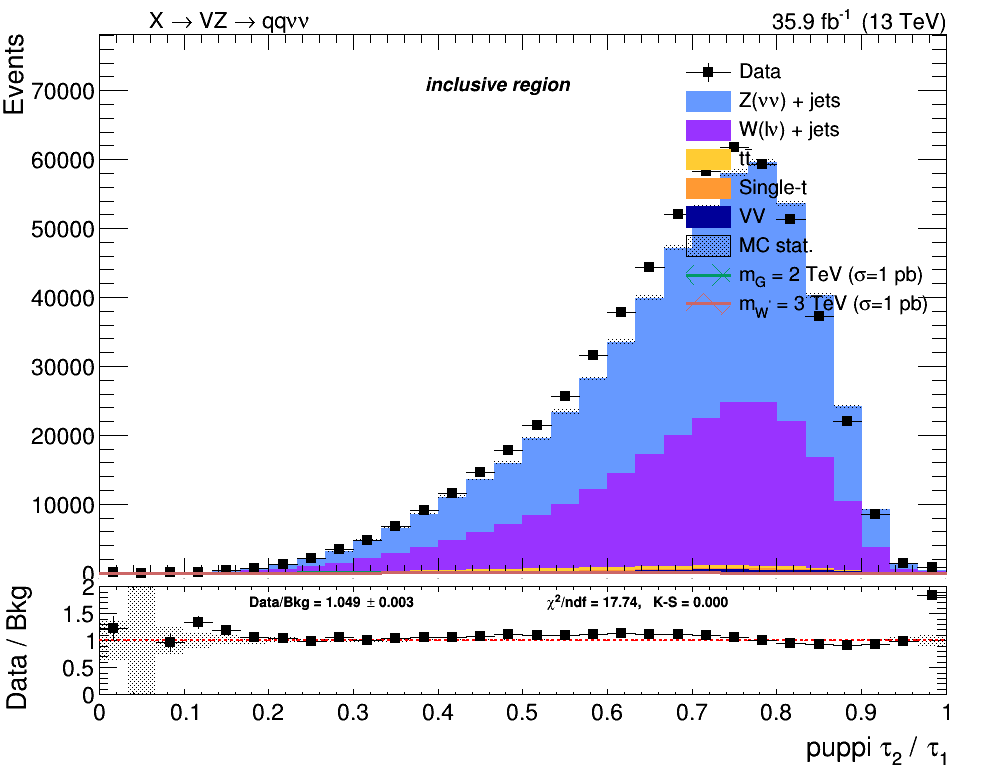 X → VZ → qqνν
35.9 fb⁻¹ (13 TeV)
Events
inclusive region
Data
Z(νν) + jets
W(lν) + jets
tt̄
Single-t
VV
MC stat.
m_G = 2 TeV (σ=1 pb)
m_W' = 3 TeV (σ=1 pb)
70000
60000
50000
40000
30000
20000
10000
0
Data / Bkg
Data/Bkg = 1.049 ± 0.003
χ²/ndf = 17.74, K-S = 0.000
2
1.5
1
0.5
0
0 0.1 0.2 0.3 0.4 0.5 0.6 0.7 0.8 0.9 1
puppi τ₂ / τ₁